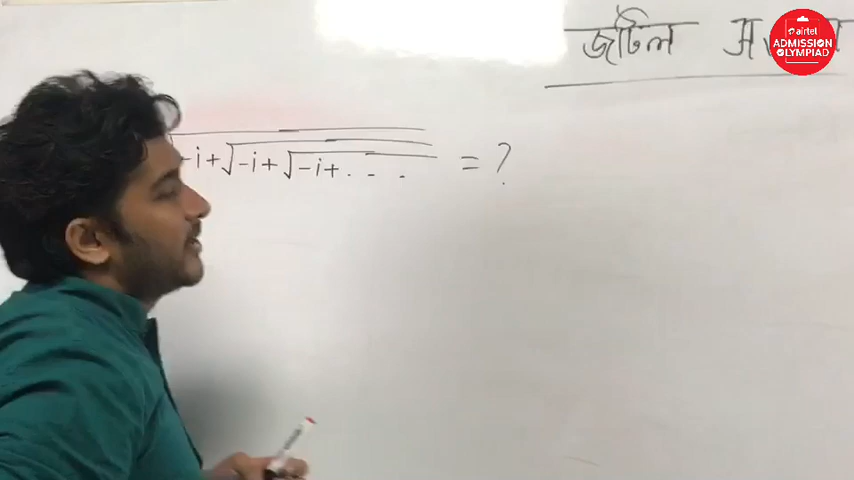 জটিল
airtel
ADMISSION
OLYMPIAD
-i+√-i+√-i+... =?